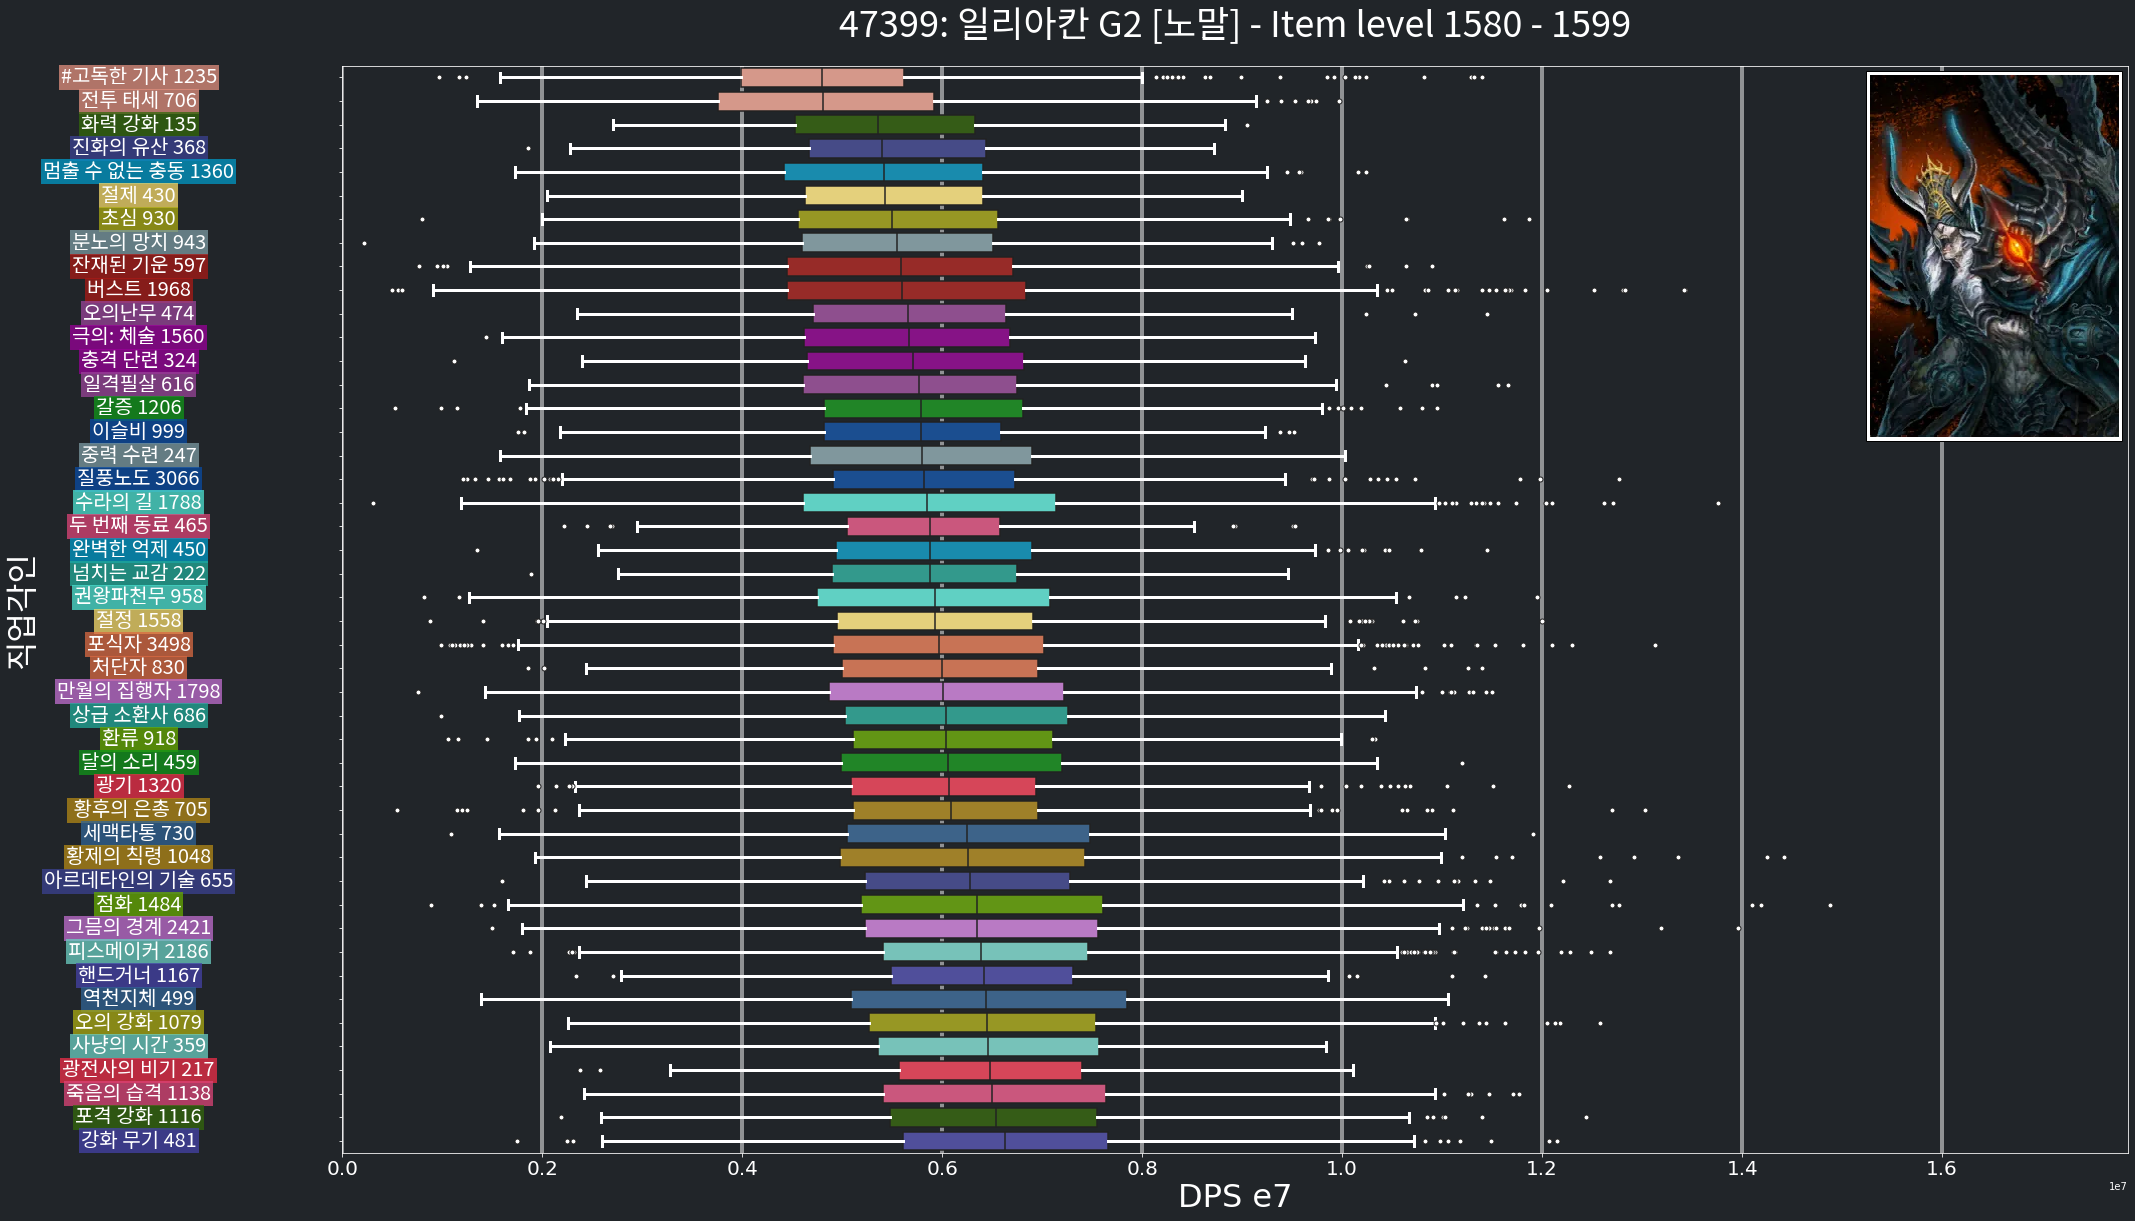 47399: 일리아칸 G2 [노말] - Item level 1580 - 1599
#고독한 기사 1235
전투 태세 706
화력 강화 135
진화의 유산 368
멈출 수 없는 충동 1360
절제 430
초심 930
분노의 망치 943
잔재된 기운 597
버스트 1968
오의난무 474
극의: 체술 1560
충격 단련 324
일격필살 616
갈증 1206
이슬비 999
중력 수련 247
질풍노도 3066
수라의 길 1788
두 번째 동료 465
완벽한 억제 450
넘치는 교감 222
권왕파천무 958
절정 1558
포식자 3498
처단자 830
만월의 집행자 1798
상급 소환사 686
환류 918
달의 소리 459
광기 1320
황후의 은총 705
세맥타통 730
황제의 칙령 1048
아르데타인의 기술 655
점화 1484
그믐의 경계 2421
피스메이커 2186
핸드거너 1167
역천지체 499
오의 강화 1079
사냥의 시간 359
광전사의 비기 217
죽음의 습격 1138
포격 강화 1116
강화 무기 481
직업각인
0.0 0.2 0.4 0.6 0.8 1.0 1.2 1.4 1.6
DPS e7
1e7